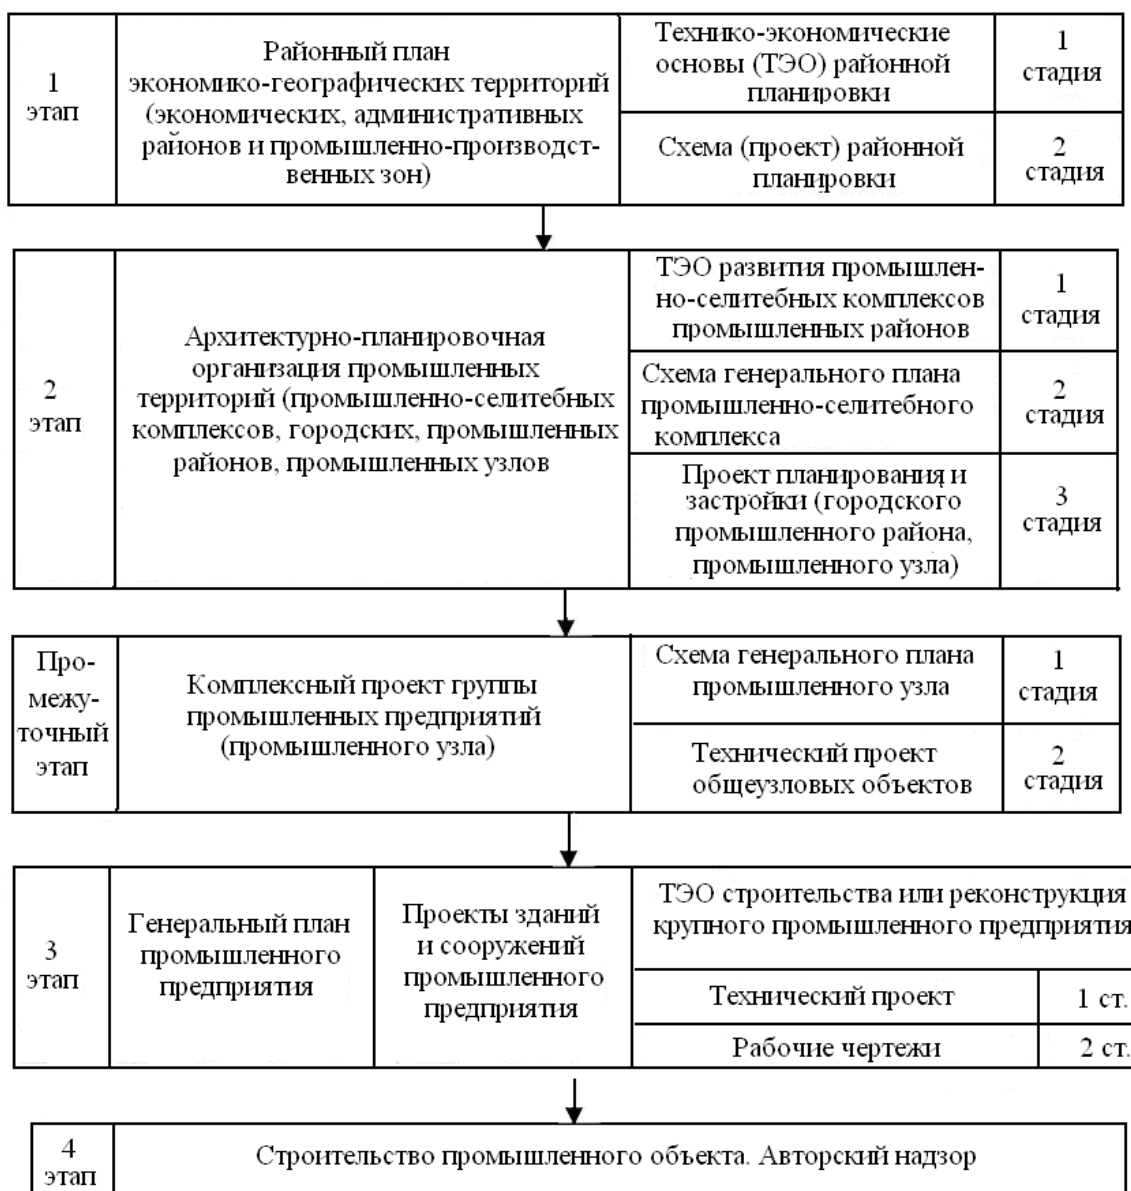 1
этап
Районный план
экономико-географических территорий
(экономических, административных
районов и промышленно-производст-
венных зон)
Технико-экономические
основы (ТЭО) районной
планировки
1
стадия
Схема (проект) районной
планировки
2
стадия
2
этап
Архитектурно-планировочная
организация промышленных
территорий (промышленно-селитебных
комплексов, городских, промышленных
районов, промышленных узлов
ТЭО развития промышлен-
но-селитебных комплексов
промышленных районов
1
стадия
Схема генерального плана
промышленно-селитебного
комплекса
2
стадия
Проект планирования и
застройки (городского
промышленного района,
промышленного узла)
3
стадия
Про-
межу-
точный
этап
Комплексный проект группы
промышленных предприятий
(промышленного узла)
Схема генерального плана
промышленного узла
1
стадия
Технический проект
общеузловых объектов
2
стадия
3
этап
Генеральный план
промышленного
предприятия
Проекты зданий
и сооружений
промышленного
предприятия
ТЭО строительства или реконструкция
крупного промышленного предприятия
Технический проект
1 ст.
Рабочие чертежи
2 ст.
4
этап
Строительство промышленного объекта. Авторский надзор